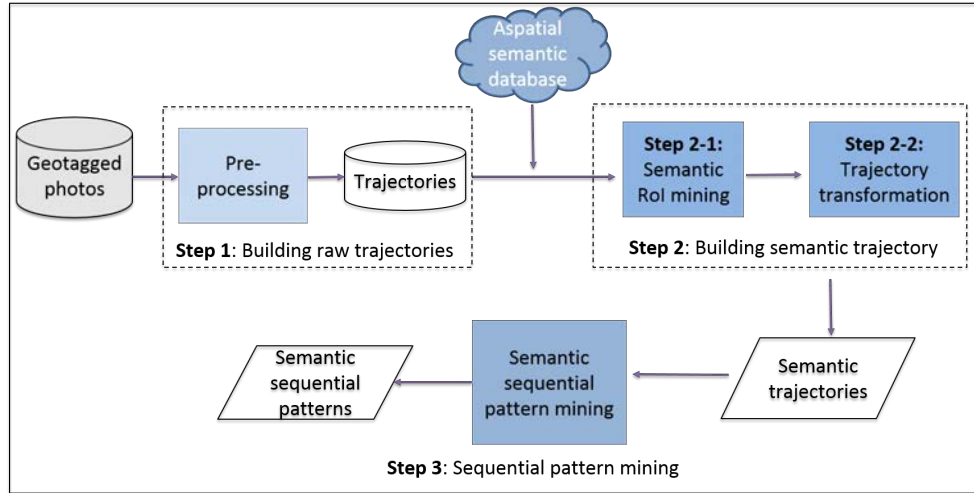 Aspatial
semantic
database
Geotagged
photos
Pre-
processing
Trajectories
Step 1: Building raw trajectories
Step 2-1:
Semantic
RoI mining
Step 2-2:
Trajectory
transformation
Step 2: Building semantic trajectory
Semantic
sequential
patterns
Semantic
sequential
pattern mining
Semantic
trajectories
Step 3: Sequential pattern mining